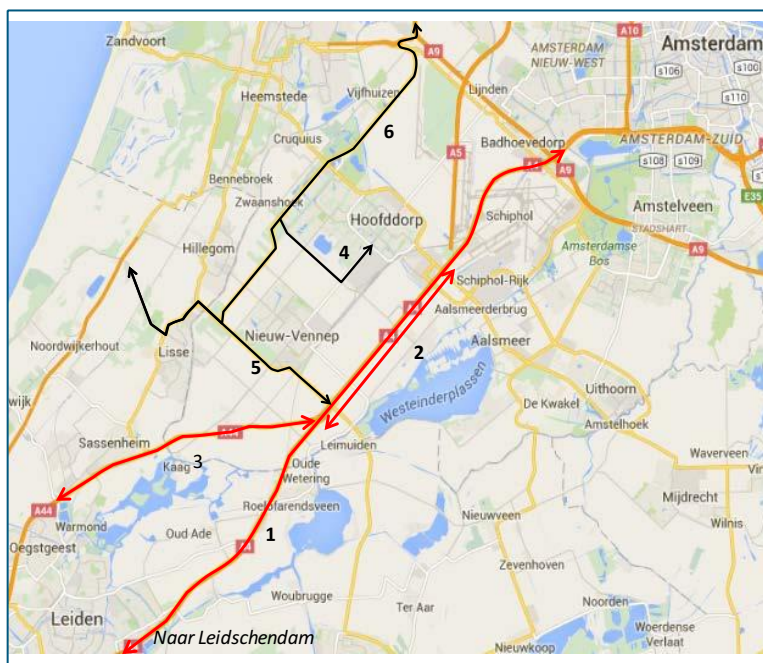 Zandvoort
A9
A10
AMSTERDAM
NIEUW-WEST
Amsterdam
s100
s106
s110
Heemstede
Vijfhuizen
Lijnden
6
Cruquius
Badhoevedorp
AMSTERDAM-ZUID
A5
s108
s109
A9
E35
Bennebroek
Zwaanshoek
Hoofddorp
Schiphol
Amstelveen
STADSHART
Amsterdamse
Bos
A9
Hillegom
4
Schiphol-Rijk
Aalsmeerderbrug
Noordwijkerhout
Lisse
Nieuw-Vennep
A4
Aalsmeer
2
5
Westeinderplassen
Uithoorn
De Kwakel
Amstelhoek
wijk
Sassenheim
Leimuiden
Waverveen
3
Kaag
Oude
Wetering
Mijdrecht
A44
Warmond
Roelofarendsveen
Wilnis
Oud Ade
1
Nieuwveen
Oegstgeest
A4
Zevenhoven
Woubrugge
Leiden
Ter Aar
Noorden
Naar Leidschendam
Woerdense
Verlaat
Nieuwkoop